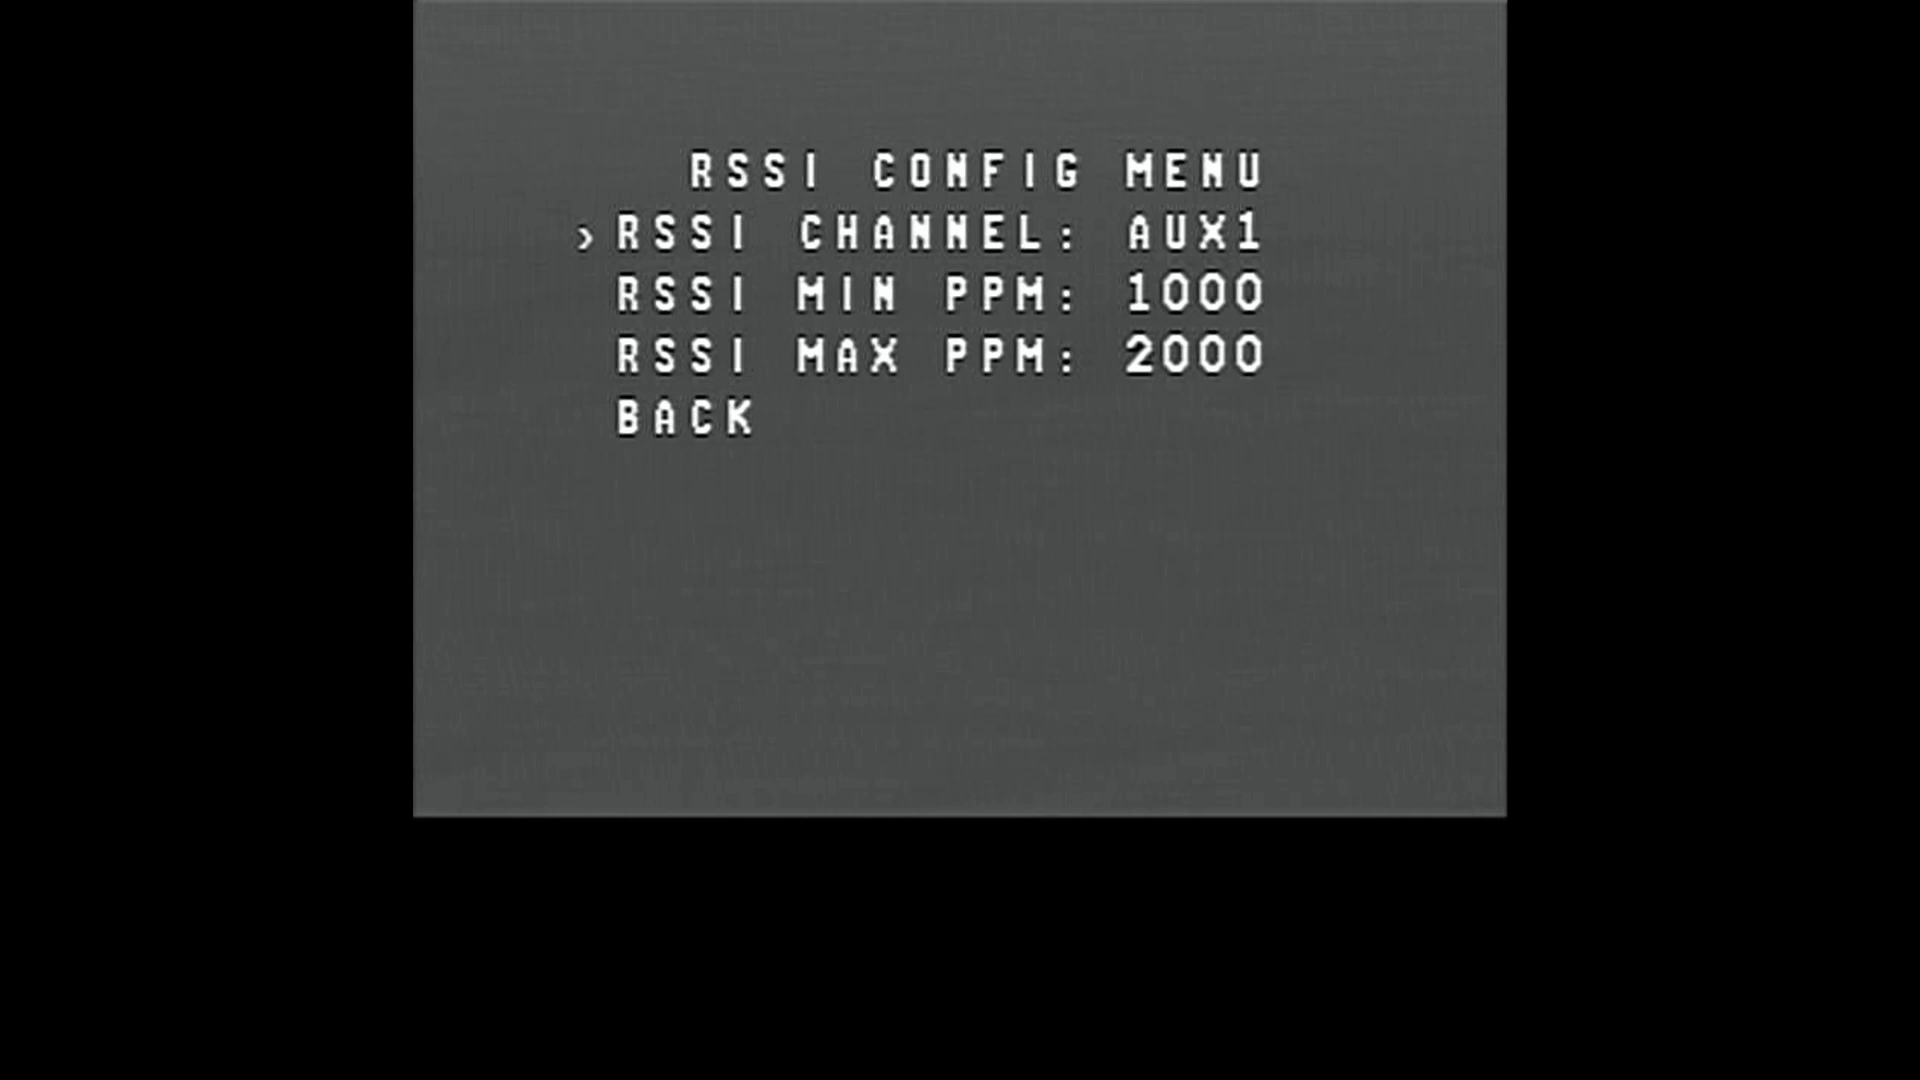 RSSI CONFIG MENU
>RSSI CHANNEL: AUX1
RSSI MIN PPM: 1000
RSSI MAX PPM: 2000
BACK